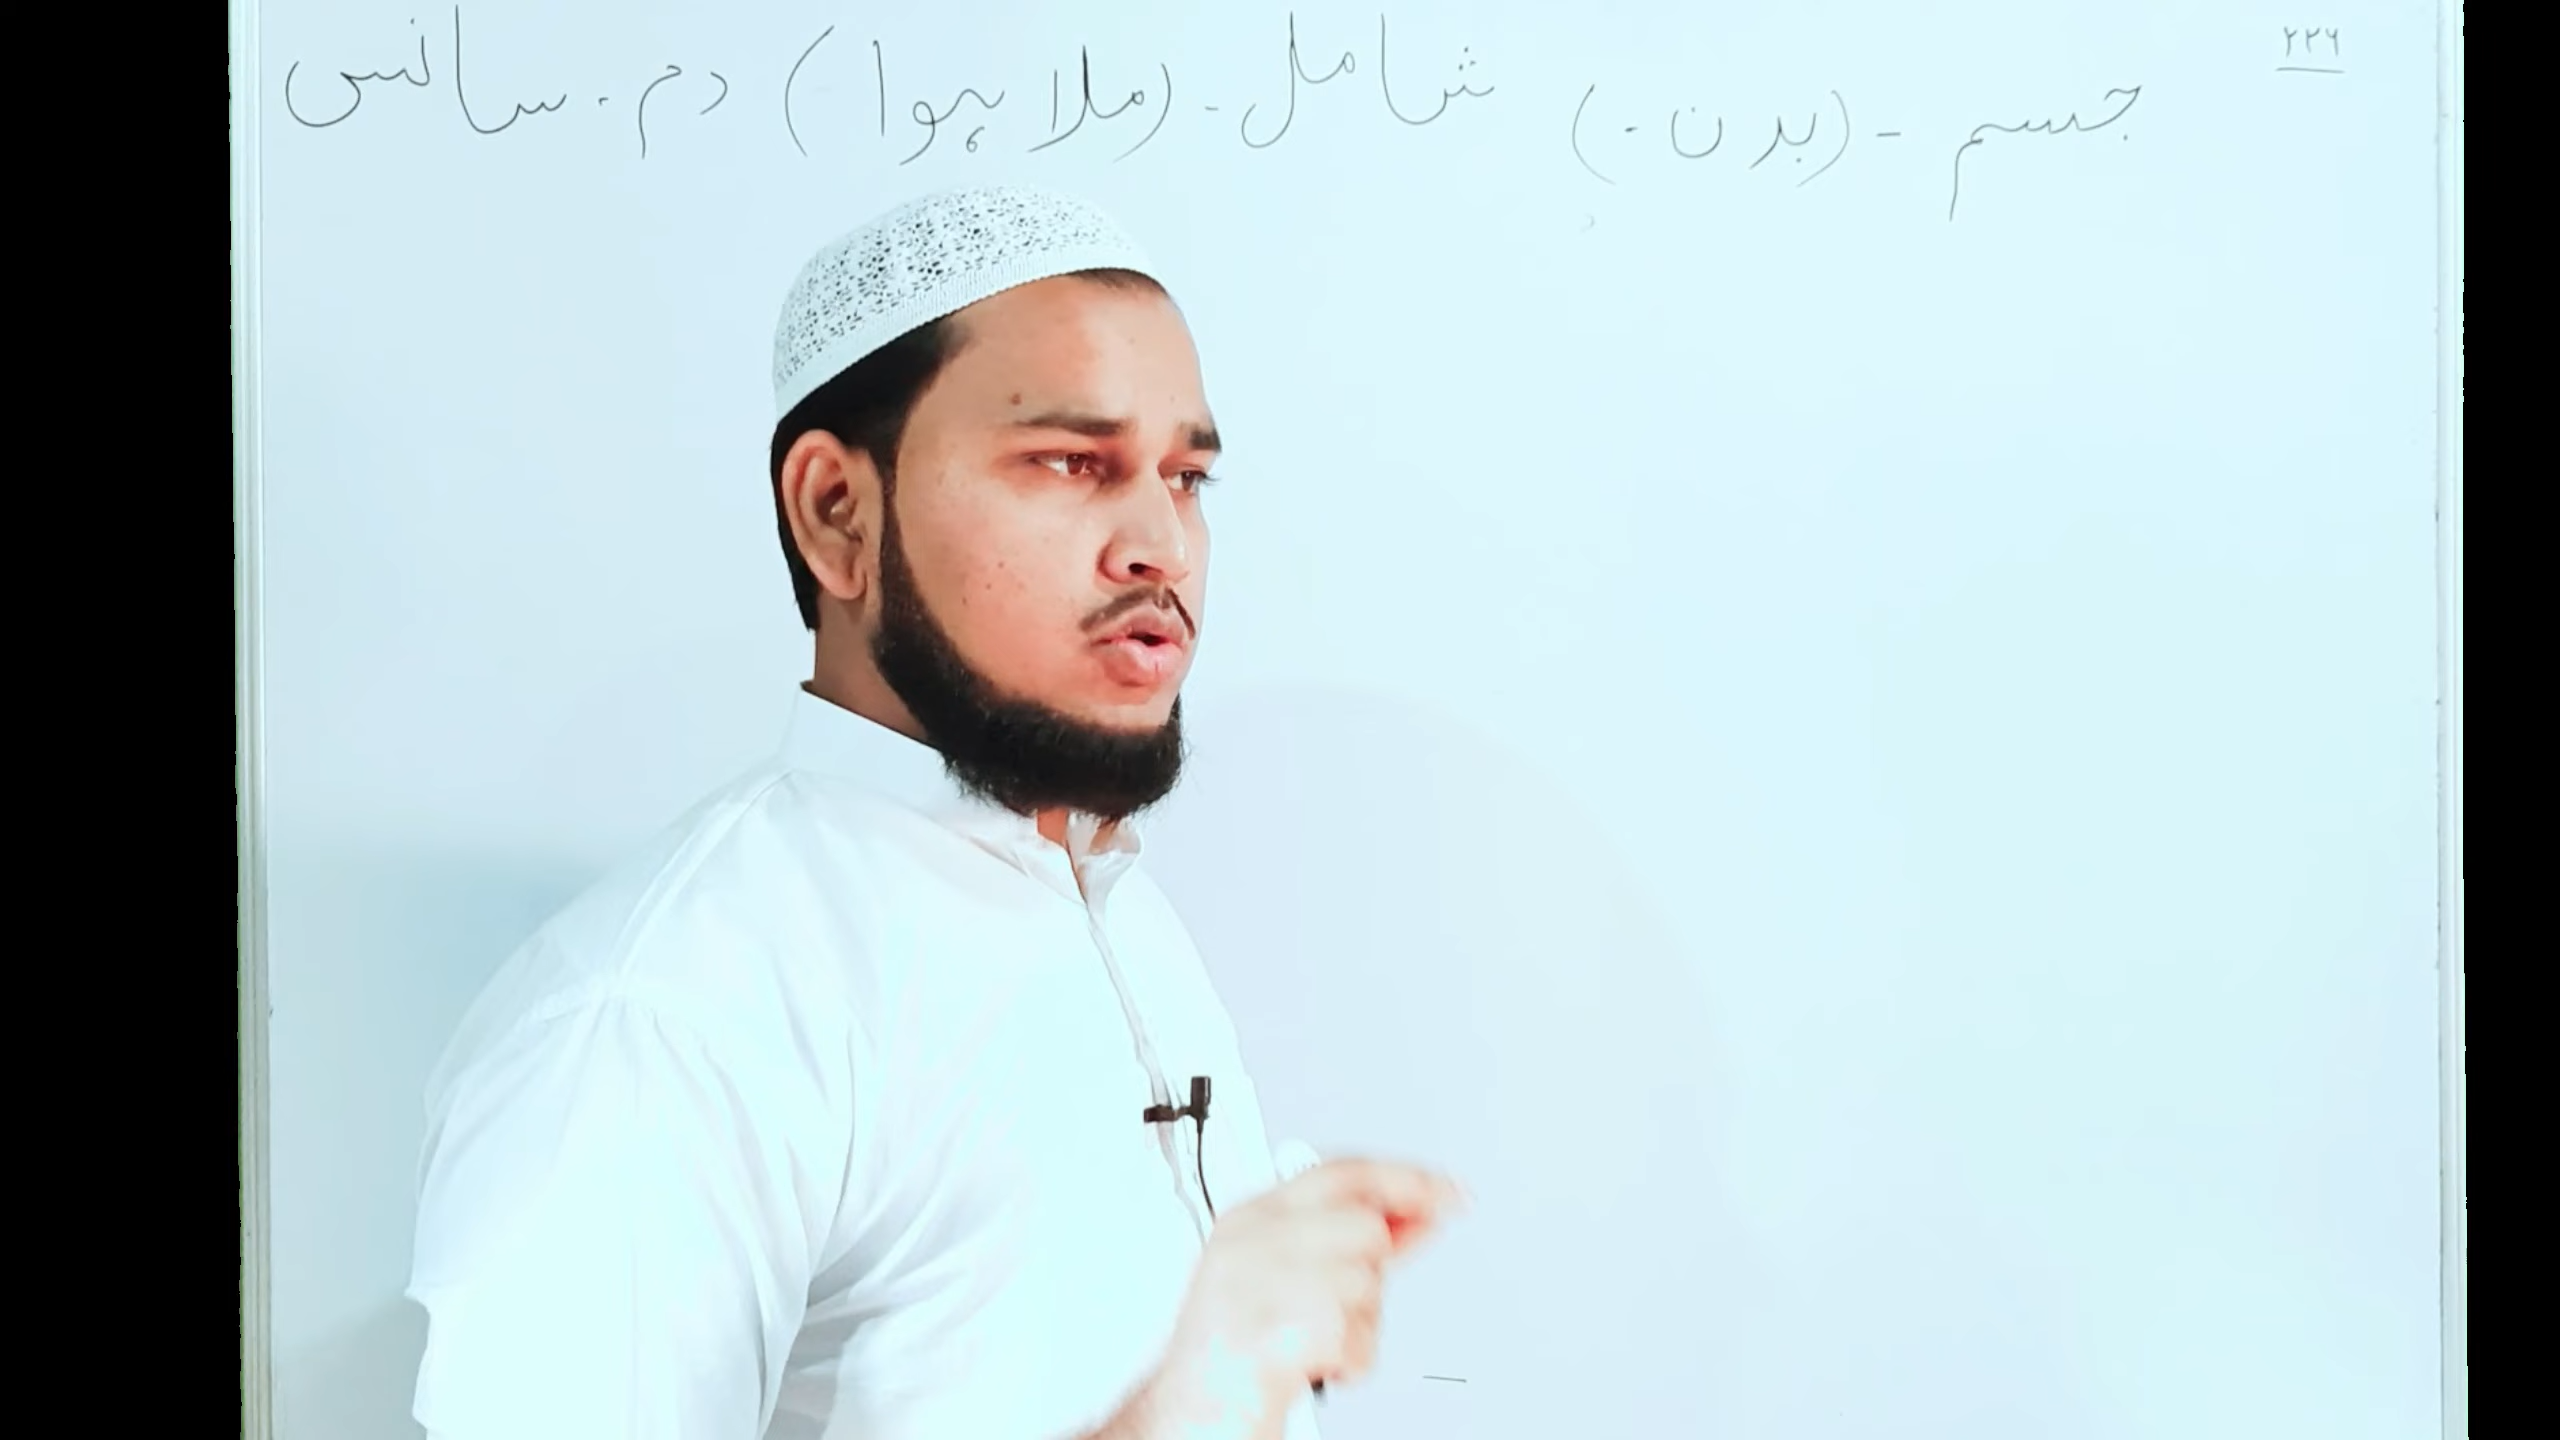 ۲۲۶
جسم - (بدن ۔) شامل - (ملا ہوا) دم ۔ سانس